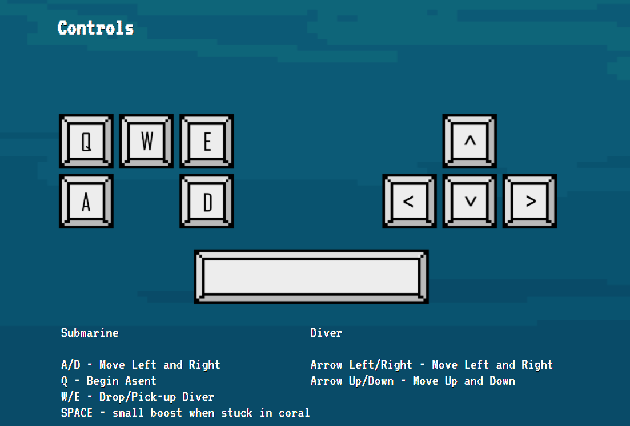 Controls
Q W E ^
A D < v >
Submarine Diver
A/D - Move Left and Right Arrow Left/Right - Move Left and Right
Q - Begin Asent Arrow Up/Down - Move Up and Down
W/E - Drop/Pick-up Diver
SPACE - small boost when stuck in coral